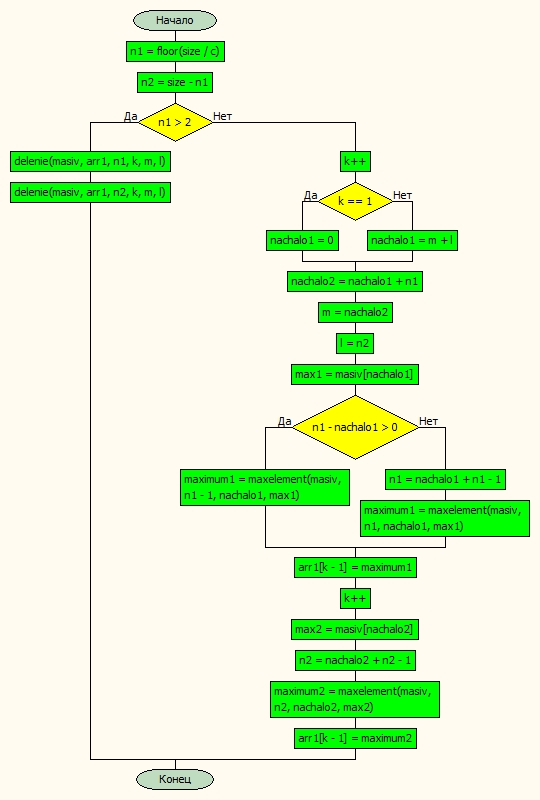 Начало
n1 = floor(size / c)
n2 = size - n1
Да
n1 > 2
Нет
delenie(masiv, arr1, n1, k, m, l)
delenie(masiv, arr1, n2, k, m, l)
k++
Да
k == 1
Нет
nachalo1 = 0
nachalo1 = m + l
nachalo2 = nachalo1 + n1
m = nachalo2
l = n2
max1 = masiv[nachalo1]
Да
n1 - nachalo1 > 0
Нет
maximum1 = maxelement(masiv,
n1 - 1, nachalo1, max1)
n1 = nachalo1 + n1 - 1
maximum1 = maxelement(masiv,
n1, nachalo1, max1)
arr1[k - 1] = maximum1
k++
max2 = masiv[nachalo2]
n2 = nachalo2 + n2 - 1
maximum2 = maxelement(masiv,
n2, nachalo2, max2)
arr1[k - 1] = maximum2
Конец